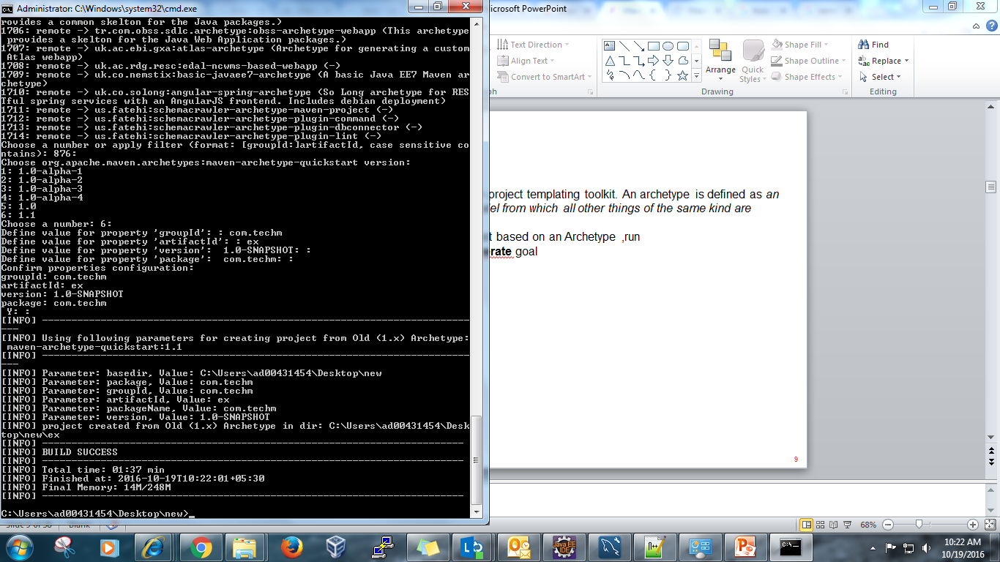 Administrator: C:\Windows\system32\cmd.exe
rovides a common skelton for the Java packages.)
1706: remote -> tr.com.obss.sdlc.archetype:obss-archetype-webapp (This archetype
 provides a skelton for the Java Web Application packages.)
1707: remote -> uk.ac.ebi.gxa:atlas-archetype (Archetype for generating a custom
 Atlas webapp)
1708: remote -> uk.ac.rdg.resc:edal-ncwms-based-webapp (-)
1709: remote -> uk.co.nemstix:basic-javaee7-archetype (A basic Java EE7 Maven ar
chetype)
1710: remote -> uk.co.solong:angular-spring-archetype (So Long archetype for RES
Tful spring services with an AngularJS frontend. Includes debian deployment)
1711: remote -> us.fatehi:schemacrawler-archetype-maven-project (-)
1712: remote -> us.fatehi:schemacrawler-archetype-plugin-command (-)
1713: remote -> us.fatehi:schemacrawler-archetype-plugin-dbconnector (-)
1714: remote -> us.fatehi:schemacrawler-archetype-plugin-lint (-)
Choose a number or apply filter (format: [groupId:]artifactId, case sensitive co
ntains): 876:
Choose org.apache.maven.archetypes:maven-archetype-quickstart version:
1: 1.0-alpha-1
2: 1.0-alpha-2
3: 1.0-alpha-3
4: 1.0-alpha-4
5: 1.0
6: 1.1
Choose a number: 6:
Define value for property 'groupId': : com.techm
Define value for property 'artifactId': : ex
Define value for property 'version':  1.0-SNAPSHOT: :
Define value for property 'package':  com.techm: :
Confirm properties configuration:
groupId: com.techm
artifactId: ex
version: 1.0-SNAPSHOT
package: com.techm
 Y: :
[INFO] -------------------------------------------------------------------------
---
[INFO] Using following parameters for creating project from Old (1.x) Archetype:
 maven-archetype-quickstart:1.1
[INFO] -------------------------------------------------------------------------
---
[INFO] Parameter: basedir, Value: C:\Users\ad00431454\Desktop\new
[INFO] Parameter: package, Value: com.techm
[INFO] Parameter: groupId, Value: com.techm
[INFO] Parameter: artifactId, Value: ex
[INFO] Parameter: packageName, Value: com.techm
[INFO] Parameter: version, Value: 1.0-SNAPSHOT
[INFO] project created from Old (1.x) Archetype in dir: C:\Users\ad00431454\Desk
top\new\ex
[INFO] ------------------------------------------------------------------------
[INFO] BUILD SUCCESS
[INFO] ------------------------------------------------------------------------
[INFO] Total time: 01:37 min
[INFO] Finished at: 2016-10-19T10:22:01+05:30
[INFO] Final Memory: 14M/248M
[INFO] ------------------------------------------------------------------------
C:\Users\ad00431454\Desktop\new>_
icrosoft PowerPoint
Text Direction
Align Text
Convert to SmartArt
ph
Arrange
Quick Styles
Shape Fill
Shape Outline
Shape Effects
Drawing
Find
Replace
Select
Editing
project templating toolkit. An archetype is defined as an
el from which all other things of the same kind are
t based on an Archetype ,run
rate goal
9
68%
10:22 AM
10/19/2016